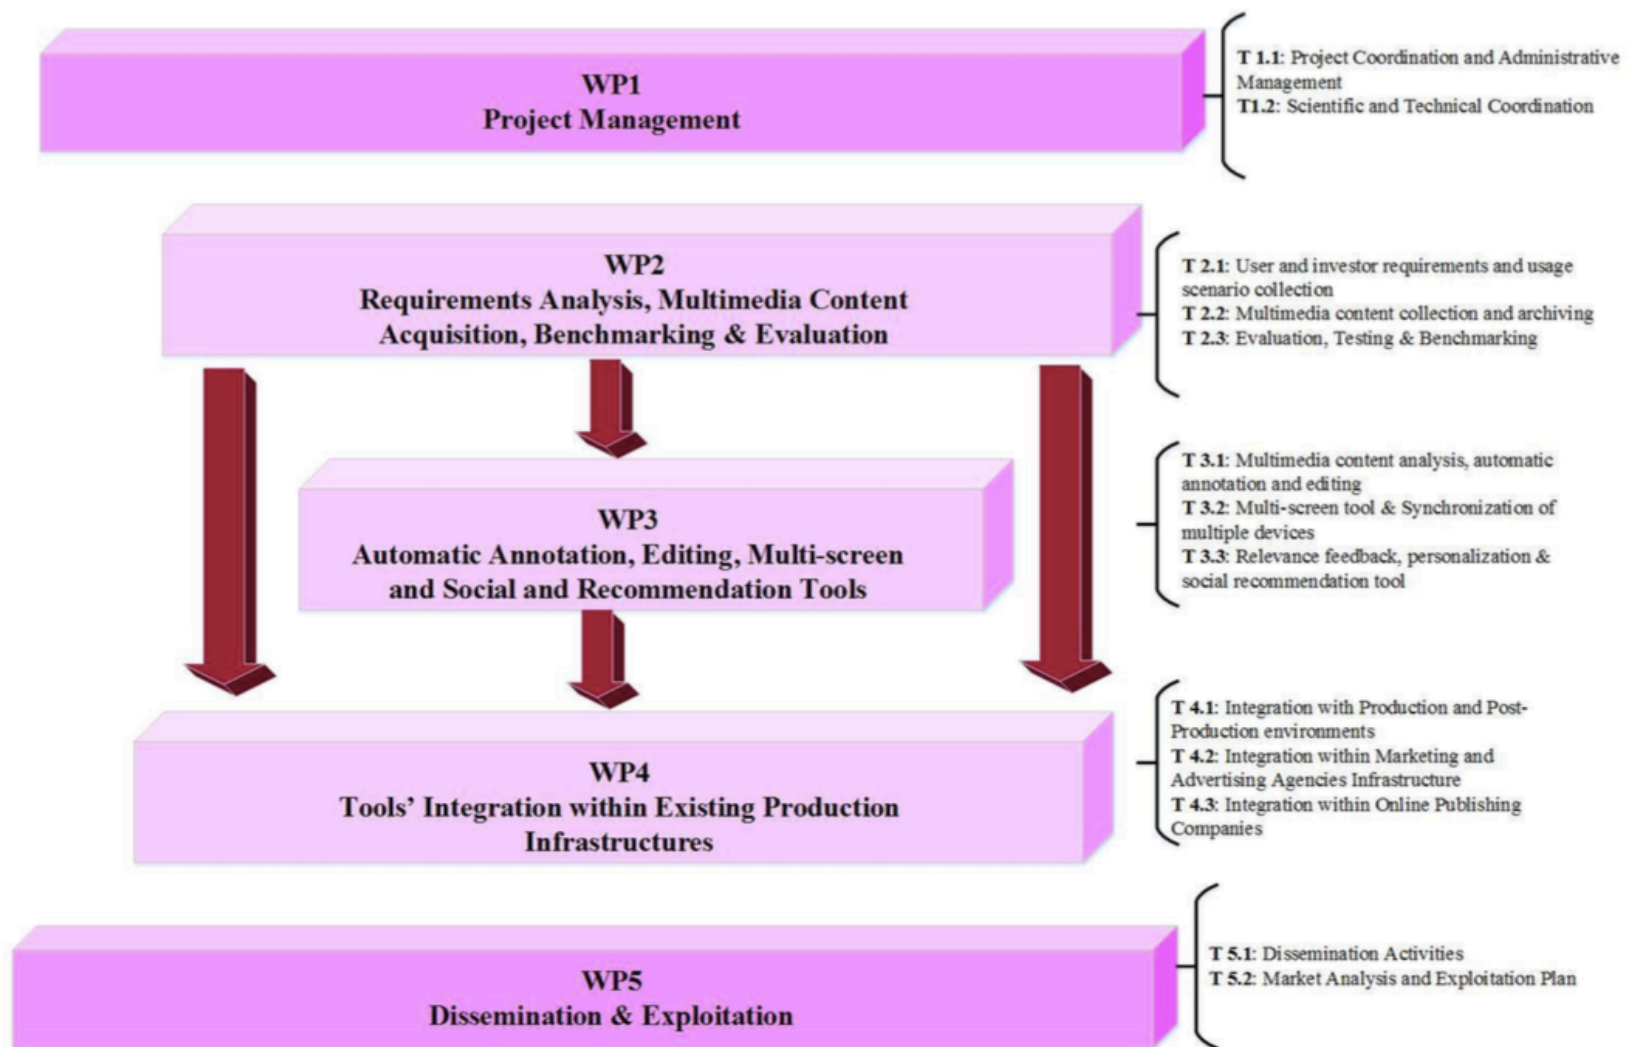 WP1
Project Management
T 1.1: Project Coordination and Administrative
Management
T1.2: Scientific and Technical Coordination
WP2
Requirements Analysis, Multimedia Content
Acquisition, Benchmarking & Evaluation
T 2.1: User and investor requirements and usage
scenario collection
T 2.2: Multimedia content collection and archiving
T 2.3: Evaluation, Testing & Benchmarking
WP3
Automatic Annotation, Editing, Multi-screen
and Social and Recommendation Tools
T 3.1: Multimedia content analysis, automatic
annotation and editing
T 3.2: Multi-screen tool & Synchronization of
multiple devices
T 3.3: Relevance feedback, personalization &
social recommendation tool
WP4
Tools’ Integration within Existing Production
Infrastructures
T 4.1: Integration with Production and Post-
Production environments
T 4.2: Integration within Marketing and
Advertising Agencies Infrastructure
T 4.3: Integration within Online Publishing
Companies
WP5
Dissemination & Exploitation
T 5.1: Dissemination Activities
T 5.2: Market Analysis and Exploitation Plan